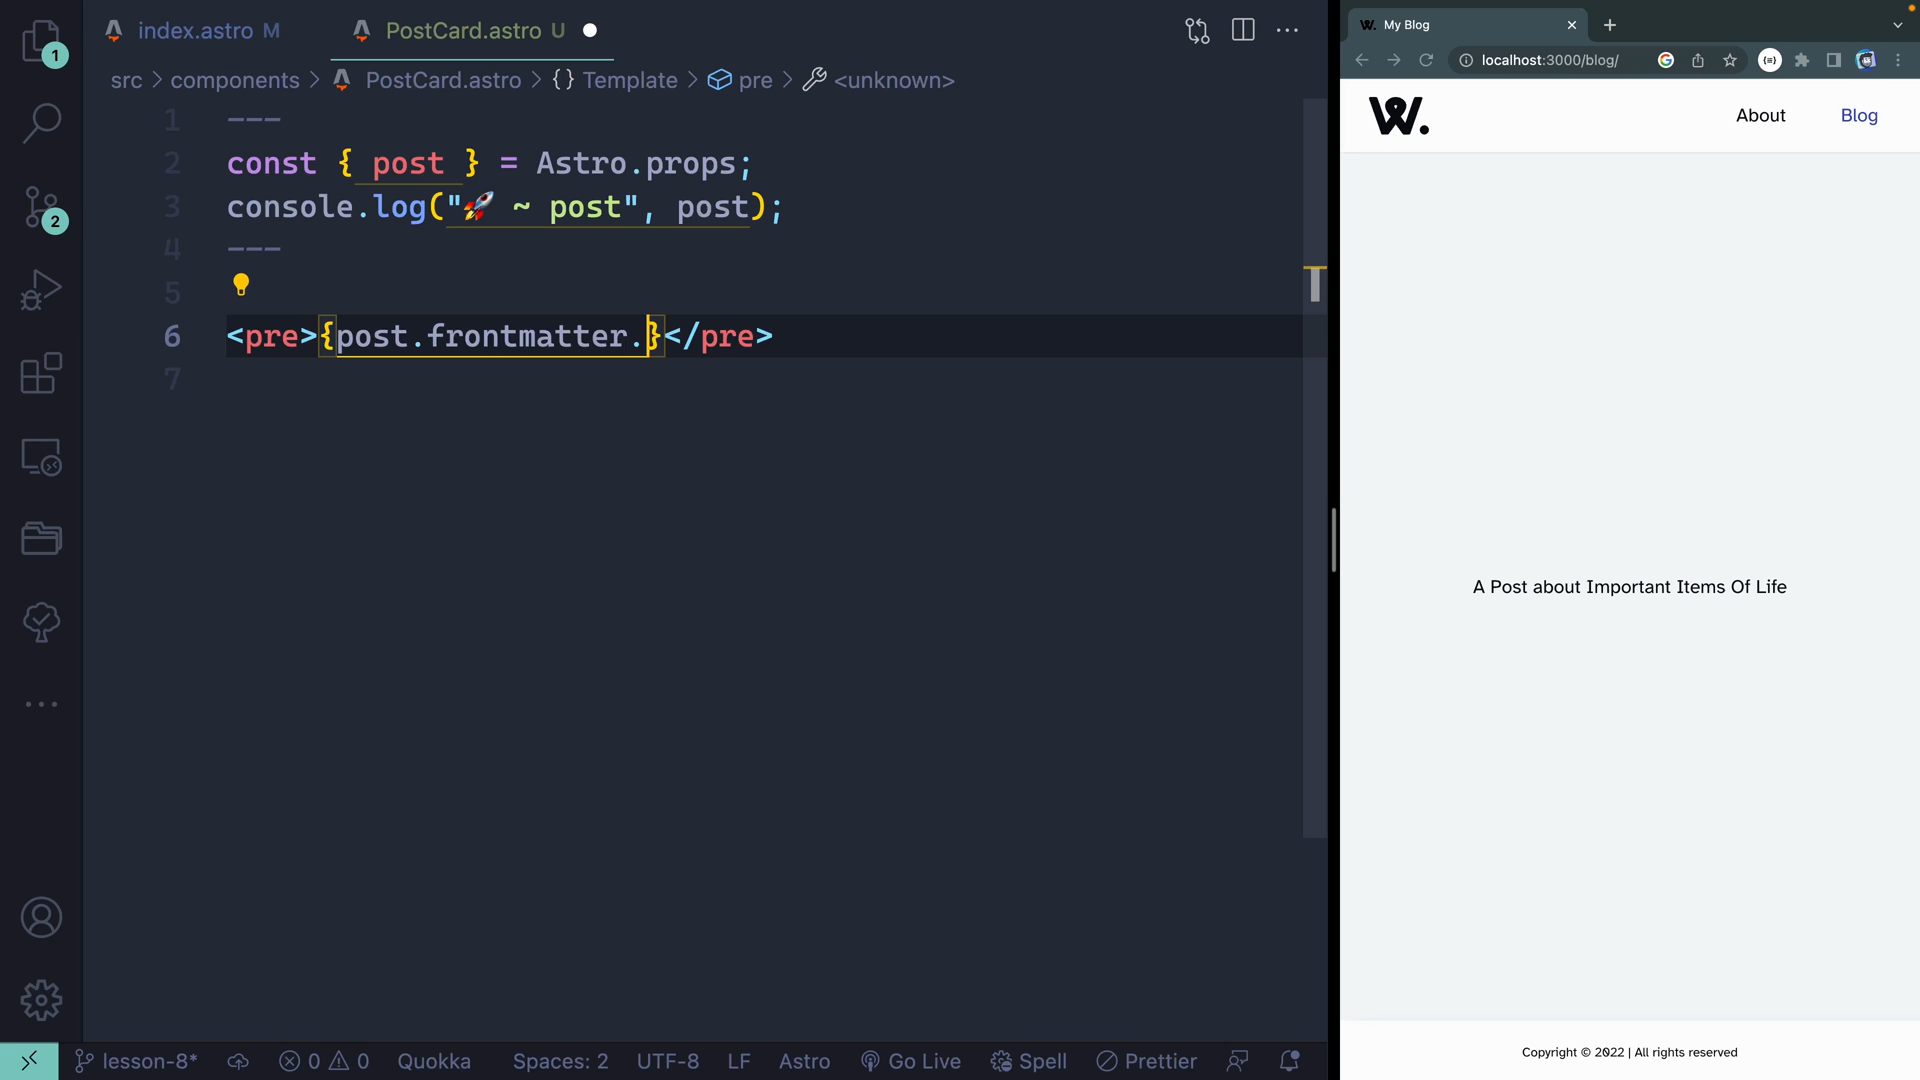 index.astro M
PostCard.astro U
src > components > PostCard.astro > {} Template > pre > <unknown>
1 ---
2 const { post } = Astro.props;
3 console.log("🚀 ~ post", post);
4 ---
5
6 <pre>{post.frontmatter.}</pre>
7
1
2
lesson-8* 0 0 Quokka Spaces: 2 UTF-8 LF Astro Go Live Spell Prettier
W. My Blog
localhost:3000/blog/
W. About Blog
A Post about Important Items Of Life
Copyright © 2022 | All rights reserved